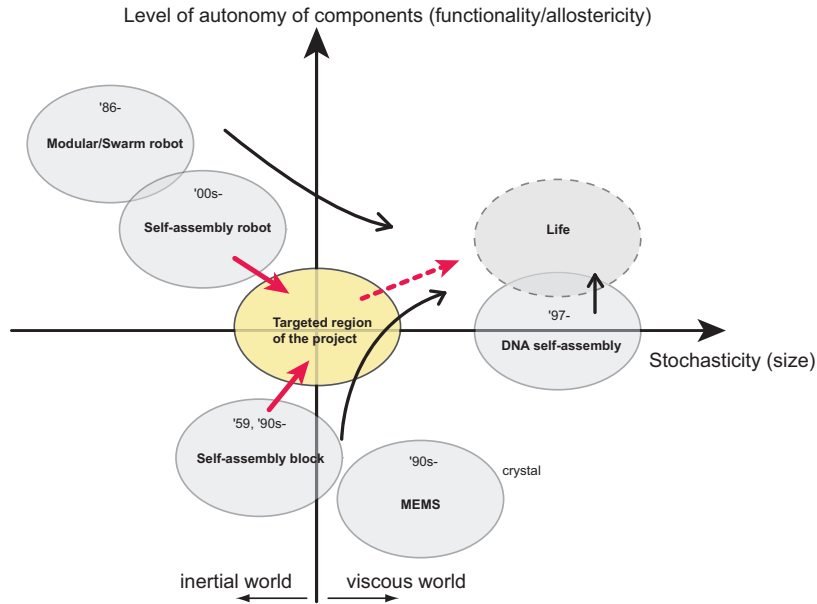 Level of autonomy of components (functionality/allostericity)
'86-
Modular/Swarm robot
'00s-
Self-assembly robot
Life
Targeted region
of the project
'97-
DNA self-assembly
Stochasticity (size)
'59, '90s-
Self-assembly block
'90s-
MEMS
crystal
inertial world
viscous world